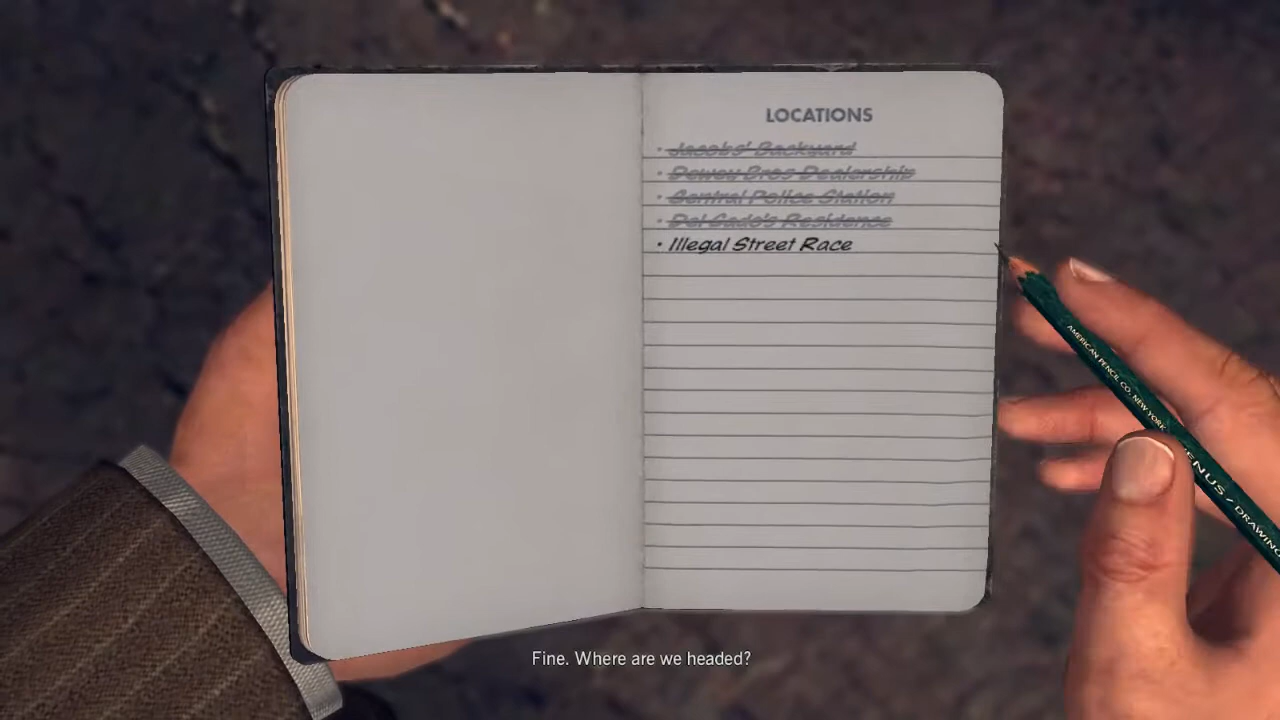 LOCATIONS
• Jacobs' Backyard
• Dewey Bros Dealership
• Central Police Station
• Del Gado's Residence
• Illegal Street Race
AMERICAN PENCIL CO. NEW YORK
ENUS / DRAWING
Fine. Where are we headed?